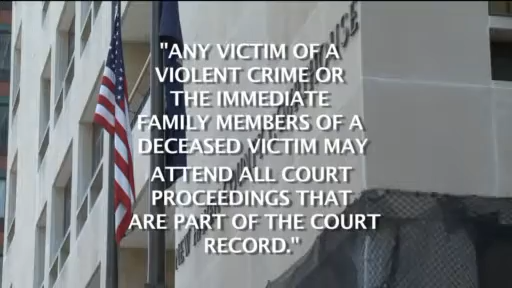 "ANY VICTIM OF A
VIOLENT CRIME OR
THE IMMEDIATE
FAMILY MEMBERS OF A
DECEASED VICTIM MAY
ATTEND ALL COURT
PROCEEDINGS THAT
ARE PART OF THE COURT
RECORD."